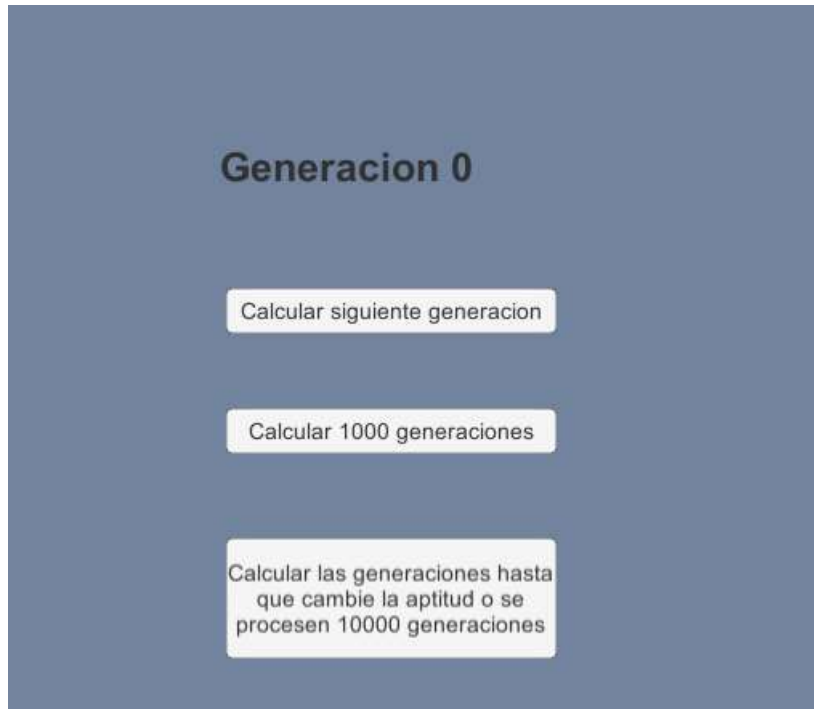 Generacion 0
Calcular siguiente generacion
Calcular 1000 generaciones
Calcular las generaciones hasta
que cambie la aptitud o se
procesen 10000 generaciones